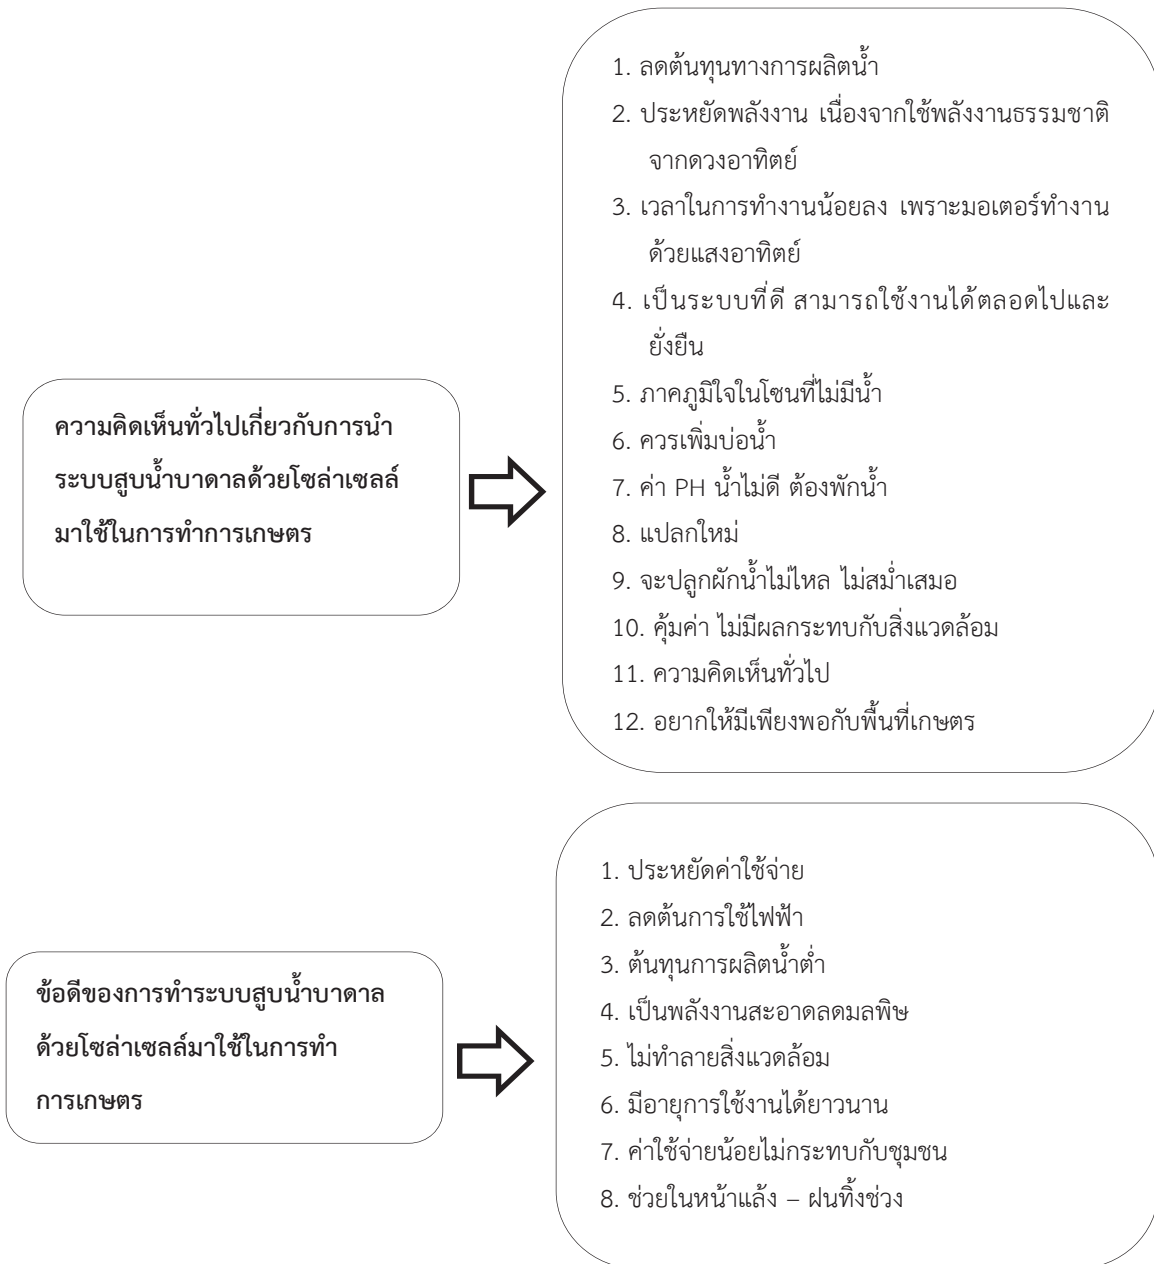 1. ลดต้นทุนทางการผลิตน้ำ
2. ประหยัดพลังงาน เนื่องจากใช้พลังงานธรรมชาติ
จากดวงอาทิตย์
3. เวลาในการทำงานน้อยลง เพราะมอเตอร์ทำงาน
ด้วยแสงอาทิตย์
4. เป็นระบบที่ดี สามารถใช้งานได้ตลอดไปและ
ยั่งยืน
5. ภาคภูมิใจในโซนที่ไม่มีน้ำ
6. ควรเพิ่มบ่อน้ำ
7. ค่า PH น้ำไม่ดี ต้องพักน้ำ
8. แปลกใหม่
9. จะปลูกผักน้ำไม่ไหล ไม่สม่ำเสมอ
10. คุ้มค่า ไม่มีผลกระทบกับสิ่งแวดล้อม
11. ความคิดเห็นทั่วไป
12. อยากให้มีเพียงพอกับพื้นที่เกษตร
ความคิดเห็นทั่วไปเกี่ยวกับการนำ
ระบบสูบน้ำบาดาลด้วยโซล่าเซลล์
มาใช้ในการทำการเกษตร
1. ประหยัดค่าใช้จ่าย
2. ลดต้นการใช้ไฟฟ้า
3. ต้นทุนการผลิตน้ำต่ำ
4. เป็นพลังงานสะอาดลดมลพิษ
5. ไม่ทำลายสิ่งแวดล้อม
6. มีอายุการใช้งานได้ยาวนาน
7. ค่าใช้จ่ายน้อยไม่กระทบกับชุมชน
8. ช่วยในหน้าแล้ง – ฝนทิ้งช่วง
ข้อดีของการทำระบบสูบน้ำบาดาล
ด้วยโซล่าเซลล์มาใช้ในการทำ
การเกษตร